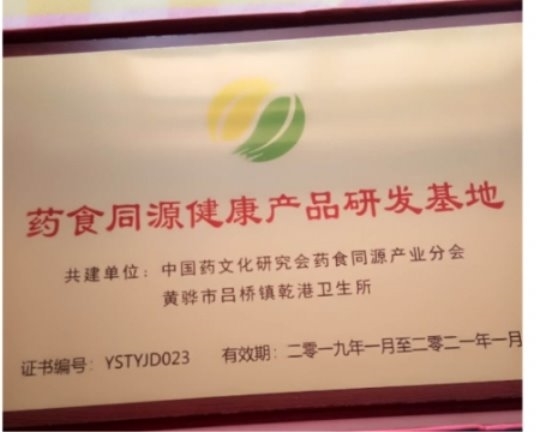 药食同源健康产品研发基地
共建单位：中国药文化研究会药食同源产业分会
黄骅市吕桥镇乾港卫生所
证书编号：YSTYJD023 有效期：二零一九年一月至二零二一年一月